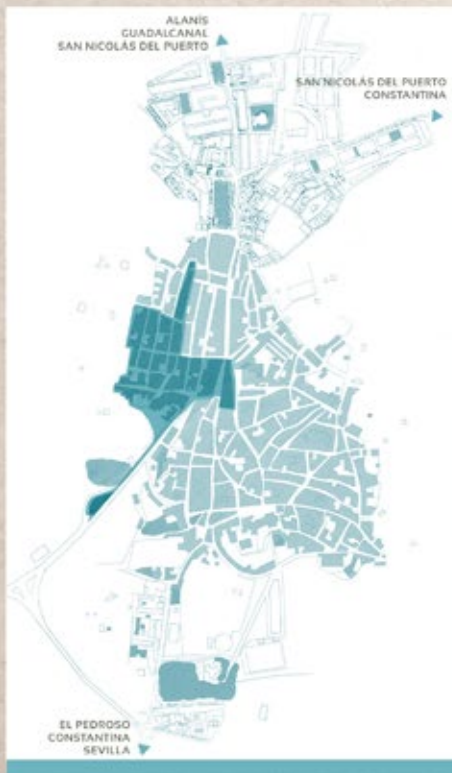 ALANÍS
GUADALCANAL
SAN NICOLÁS DEL PUERTO
SAN NICOLÁS DEL PUERTO
CONSTANTINA
EL PEDROSO
CONSTANTINA
SEVILLA